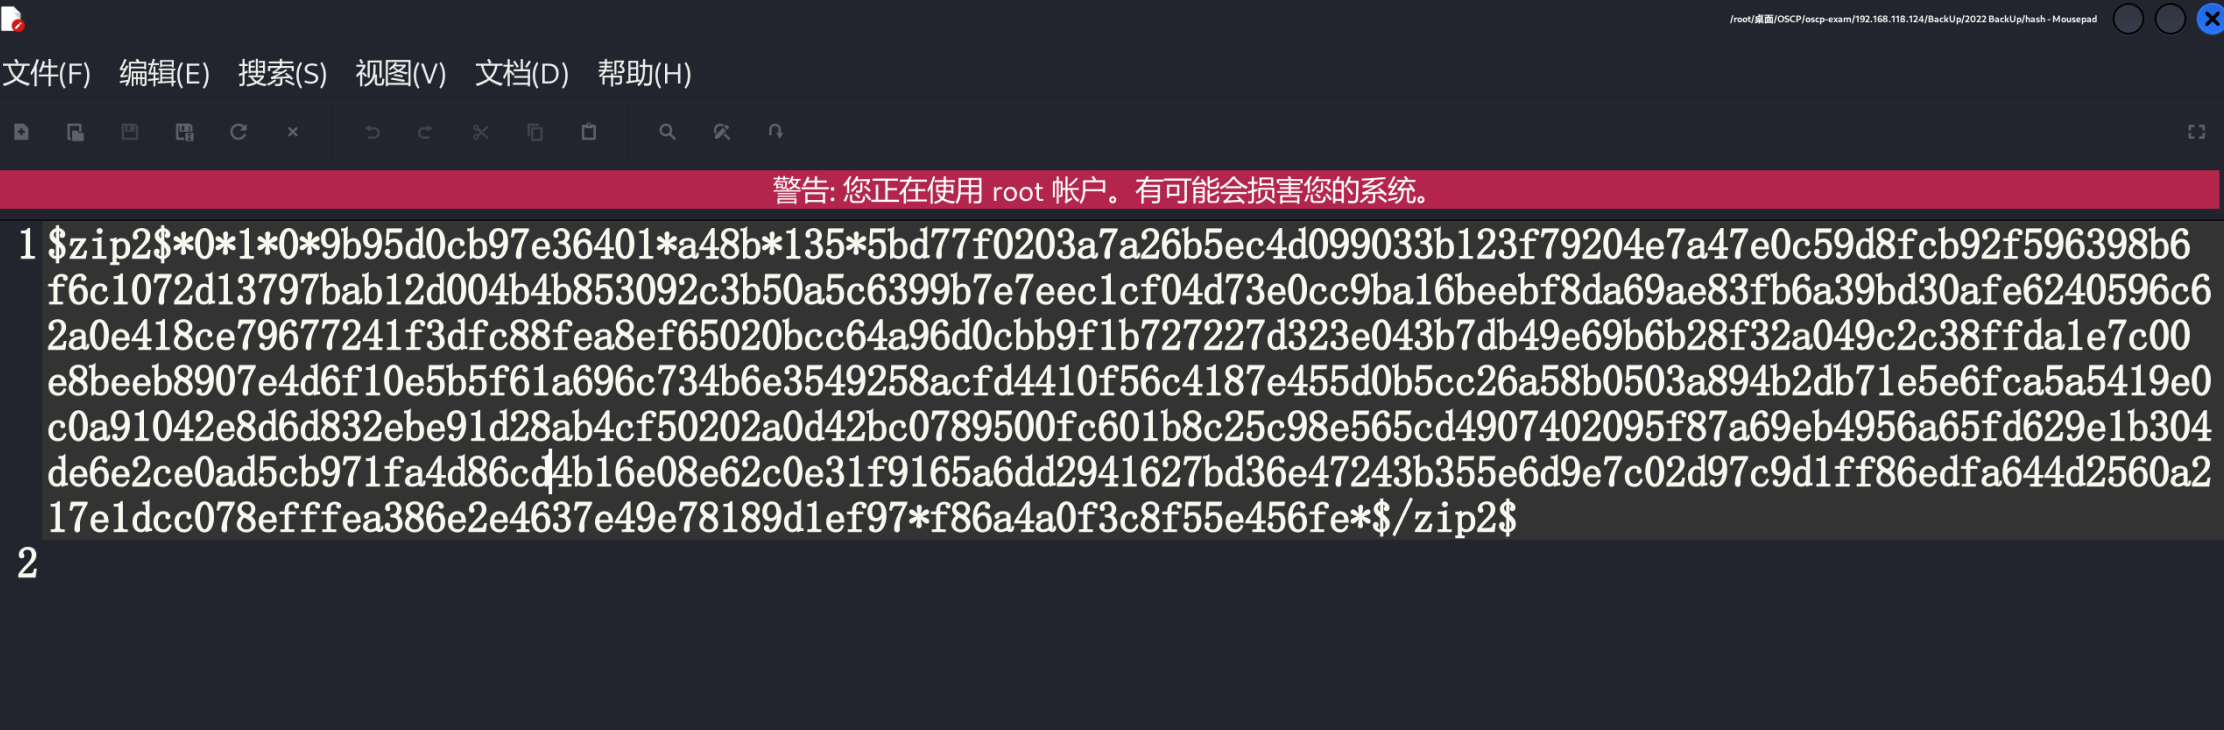 /root/桌面/OSCP/oscp-exam/192.168.118.124/BackUp/2022 BackUp/hash - Mousepad
文件(F) 编辑(E) 搜索(S) 视图(V) 文档(D) 帮助(H)
警告: 您正在使用 root 帐户。有可能会损害您的系统。
1 $zip2$*0*1*0*9b95d0cb97e36401*a48b*135*5bd77f0203a7a26b5ec4d099033b123f79204e7a47e0c59d8fcb92f596398b6
f6c1072d13797bab12d004b4b853092c3b50a5c6399b7e7eec1cf04d73e0cc9ba16beebf8da69ae83fb6a39bd30afe6240596c6
2a0e418ce79677241f3dfc88fea8ef65020bcc64a96d0cbb9f1b727227d323e043b7db49e69b6b28f32a049c2c38ffda1e7c00
e8beeb8907e4d6f10e5b5f61a696c734b6e3549258acfd4410f56c4187e455d0b5cc26a58b0503a894b2db71e5e6fca5a5419e0
c0a91042e8d6d832ebe91d28ab4cf50202a0d42bc0789500fc601b8c25c98e565cd4907402095f87a69eb4956a65fd629e1b304
de6e2ce0ad5cb971fa4d86cd4b16e08e62c0e31f9165a6dd2941627bd36e47243b355e6d9e7c02d97c9d1ff86edfa644d2560a2
17e1dcc078efffea386e2e4637e49e78189d1ef97*f86a4a0f3c8f55e456fe*$/zip2$
2